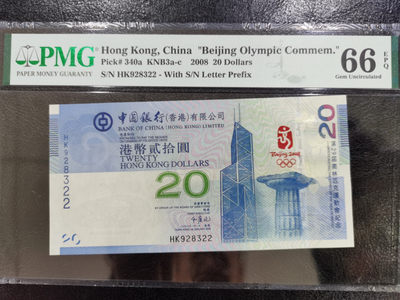 PMG
PAPER MONEY GUARANTY
Hong Kong, China "Beijing Olympic Commem."
Pick# 340a KNB3a-c 2008 20 Dollars
S/N HK928322 - With S/N Letter Prefix
66 EPQ
Gem Uncirculated
中國銀行(香港)有限公司
BANK OF CHINA (HONG KONG) LIMITED
港幣貳拾圓
TWENTY
HONG KONG DOLLARS
20
HK928322
HK928322
Beijing 2008
20